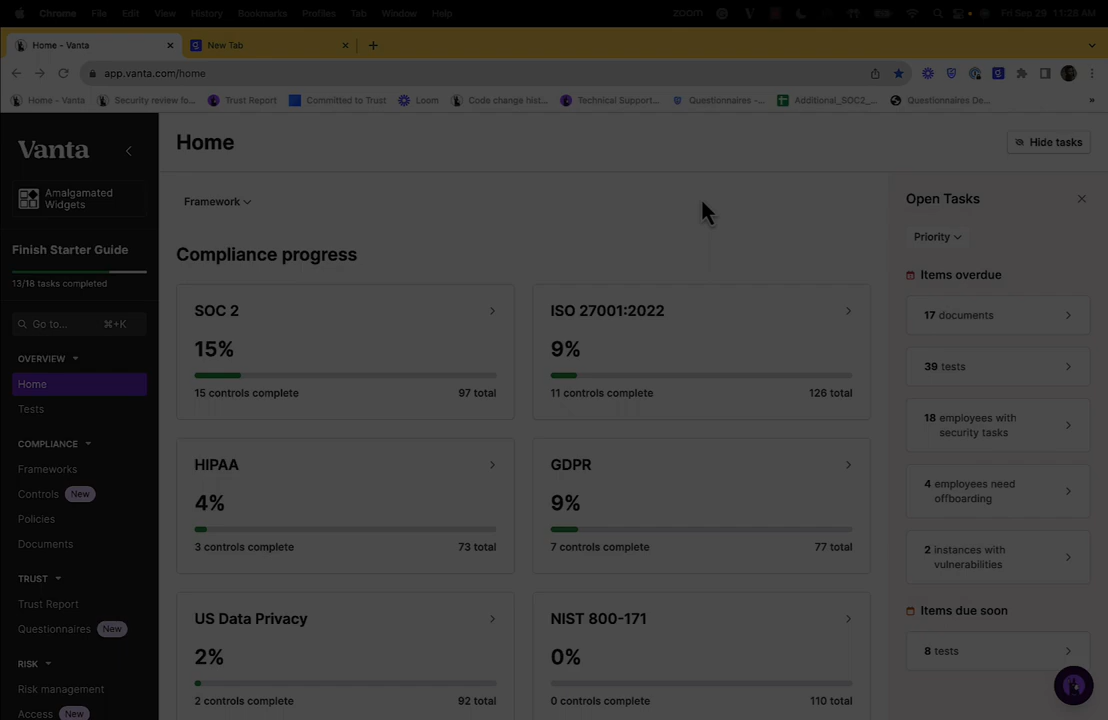 Chrome File Edit View History Bookmarks Profiles Tab Window Help
zoom Fri Sep 29 11:28 AM
Home - Vanta
New Tab
app.vanta.com/home
Home - Vanta
Security review fo...
Trust Report
Committed to Trust
Loom
Code change hist...
Technical Support...
Questionnaires -...
Additional_SOC2_...
Questionnaires De...
»
Vanta
Amalgamated
Widgets
Finish Starter Guide
13/18 tasks completed
Go to... ⌘+K
OVERVIEW
Home
Tests
COMPLIANCE
Frameworks
Controls New
Policies
Documents
TRUST
Trust Report
Questionnaires New
RISK
Risk management
Access New
Home
Hide tasks
Framework
Compliance progress
SOC 2
15%
15 controls complete 97 total
ISO 27001:2022
9%
11 controls complete 126 total
HIPAA
4%
3 controls complete 73 total
GDPR
9%
7 controls complete 77 total
US Data Privacy
2%
2 controls complete 92 total
NIST 800-171
0%
0 controls complete 110 total
Open Tasks
Priority
Items overdue
17 documents
39 tests
18 employees with
security tasks
4 employees need
offboarding
2 instances with
vulnerabilities
Items due soon
8 tests